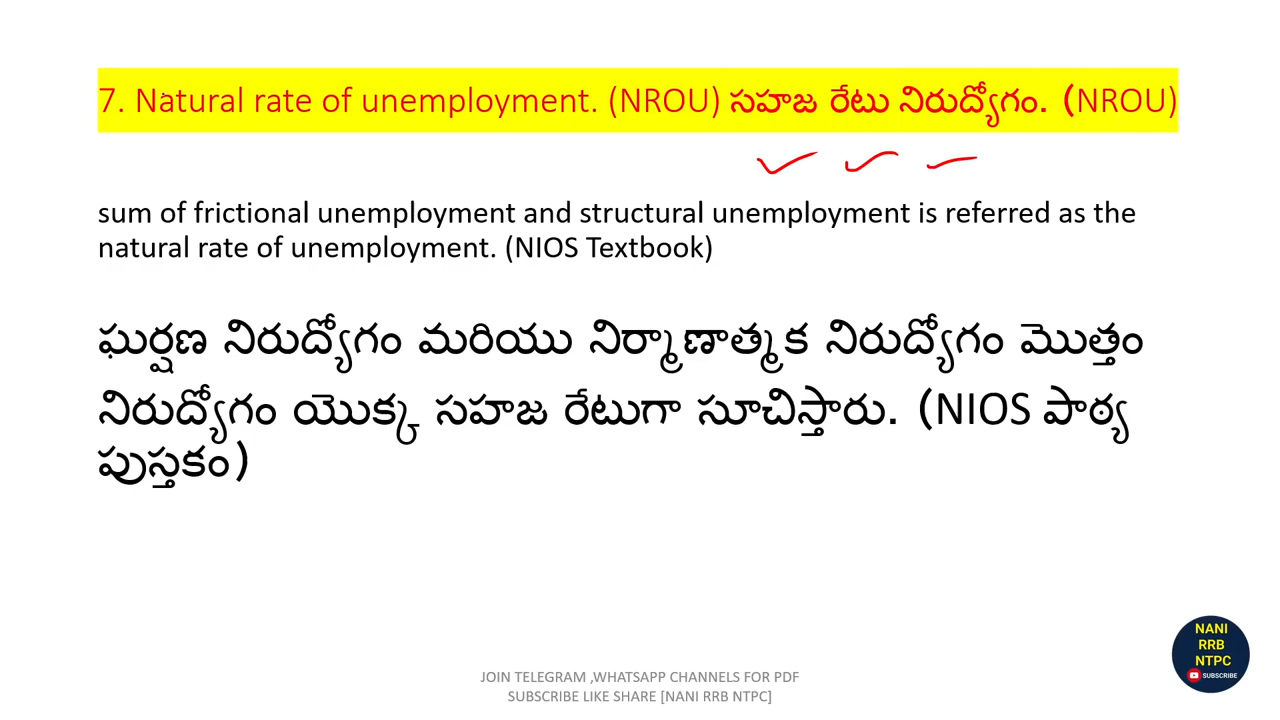 7. Natural rate of unemployment. (NROU) సహజ రేటు నిరుద్యోగం. (NROU)
sum of frictional unemployment and structural unemployment is referred as the
natural rate of unemployment. (NIOS Textbook)
ఘర్షణ నిరుద్యోగం మరియు నిర్మాణాత్మక నిరుద్యోగం మొత్తం
నిరుద్యోగం యొక్క సహజ రేటుగా సూచిస్తారు. (NIOS పాఠ్య
పుస్తకం)
NANI
RRB
NTPC
SUBSCRIBE
JOIN TELEGRAM ,WHATSAPP CHANNELS FOR PDF
SUBSCRIBE LIKE SHARE [NANI RRB NTPC]